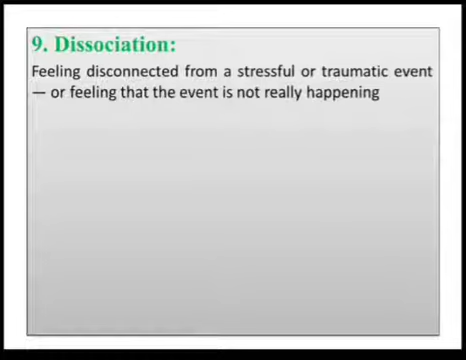 9. Dissociation:
Feeling disconnected from a stressful or traumatic event
— or feeling that the event is not really happening